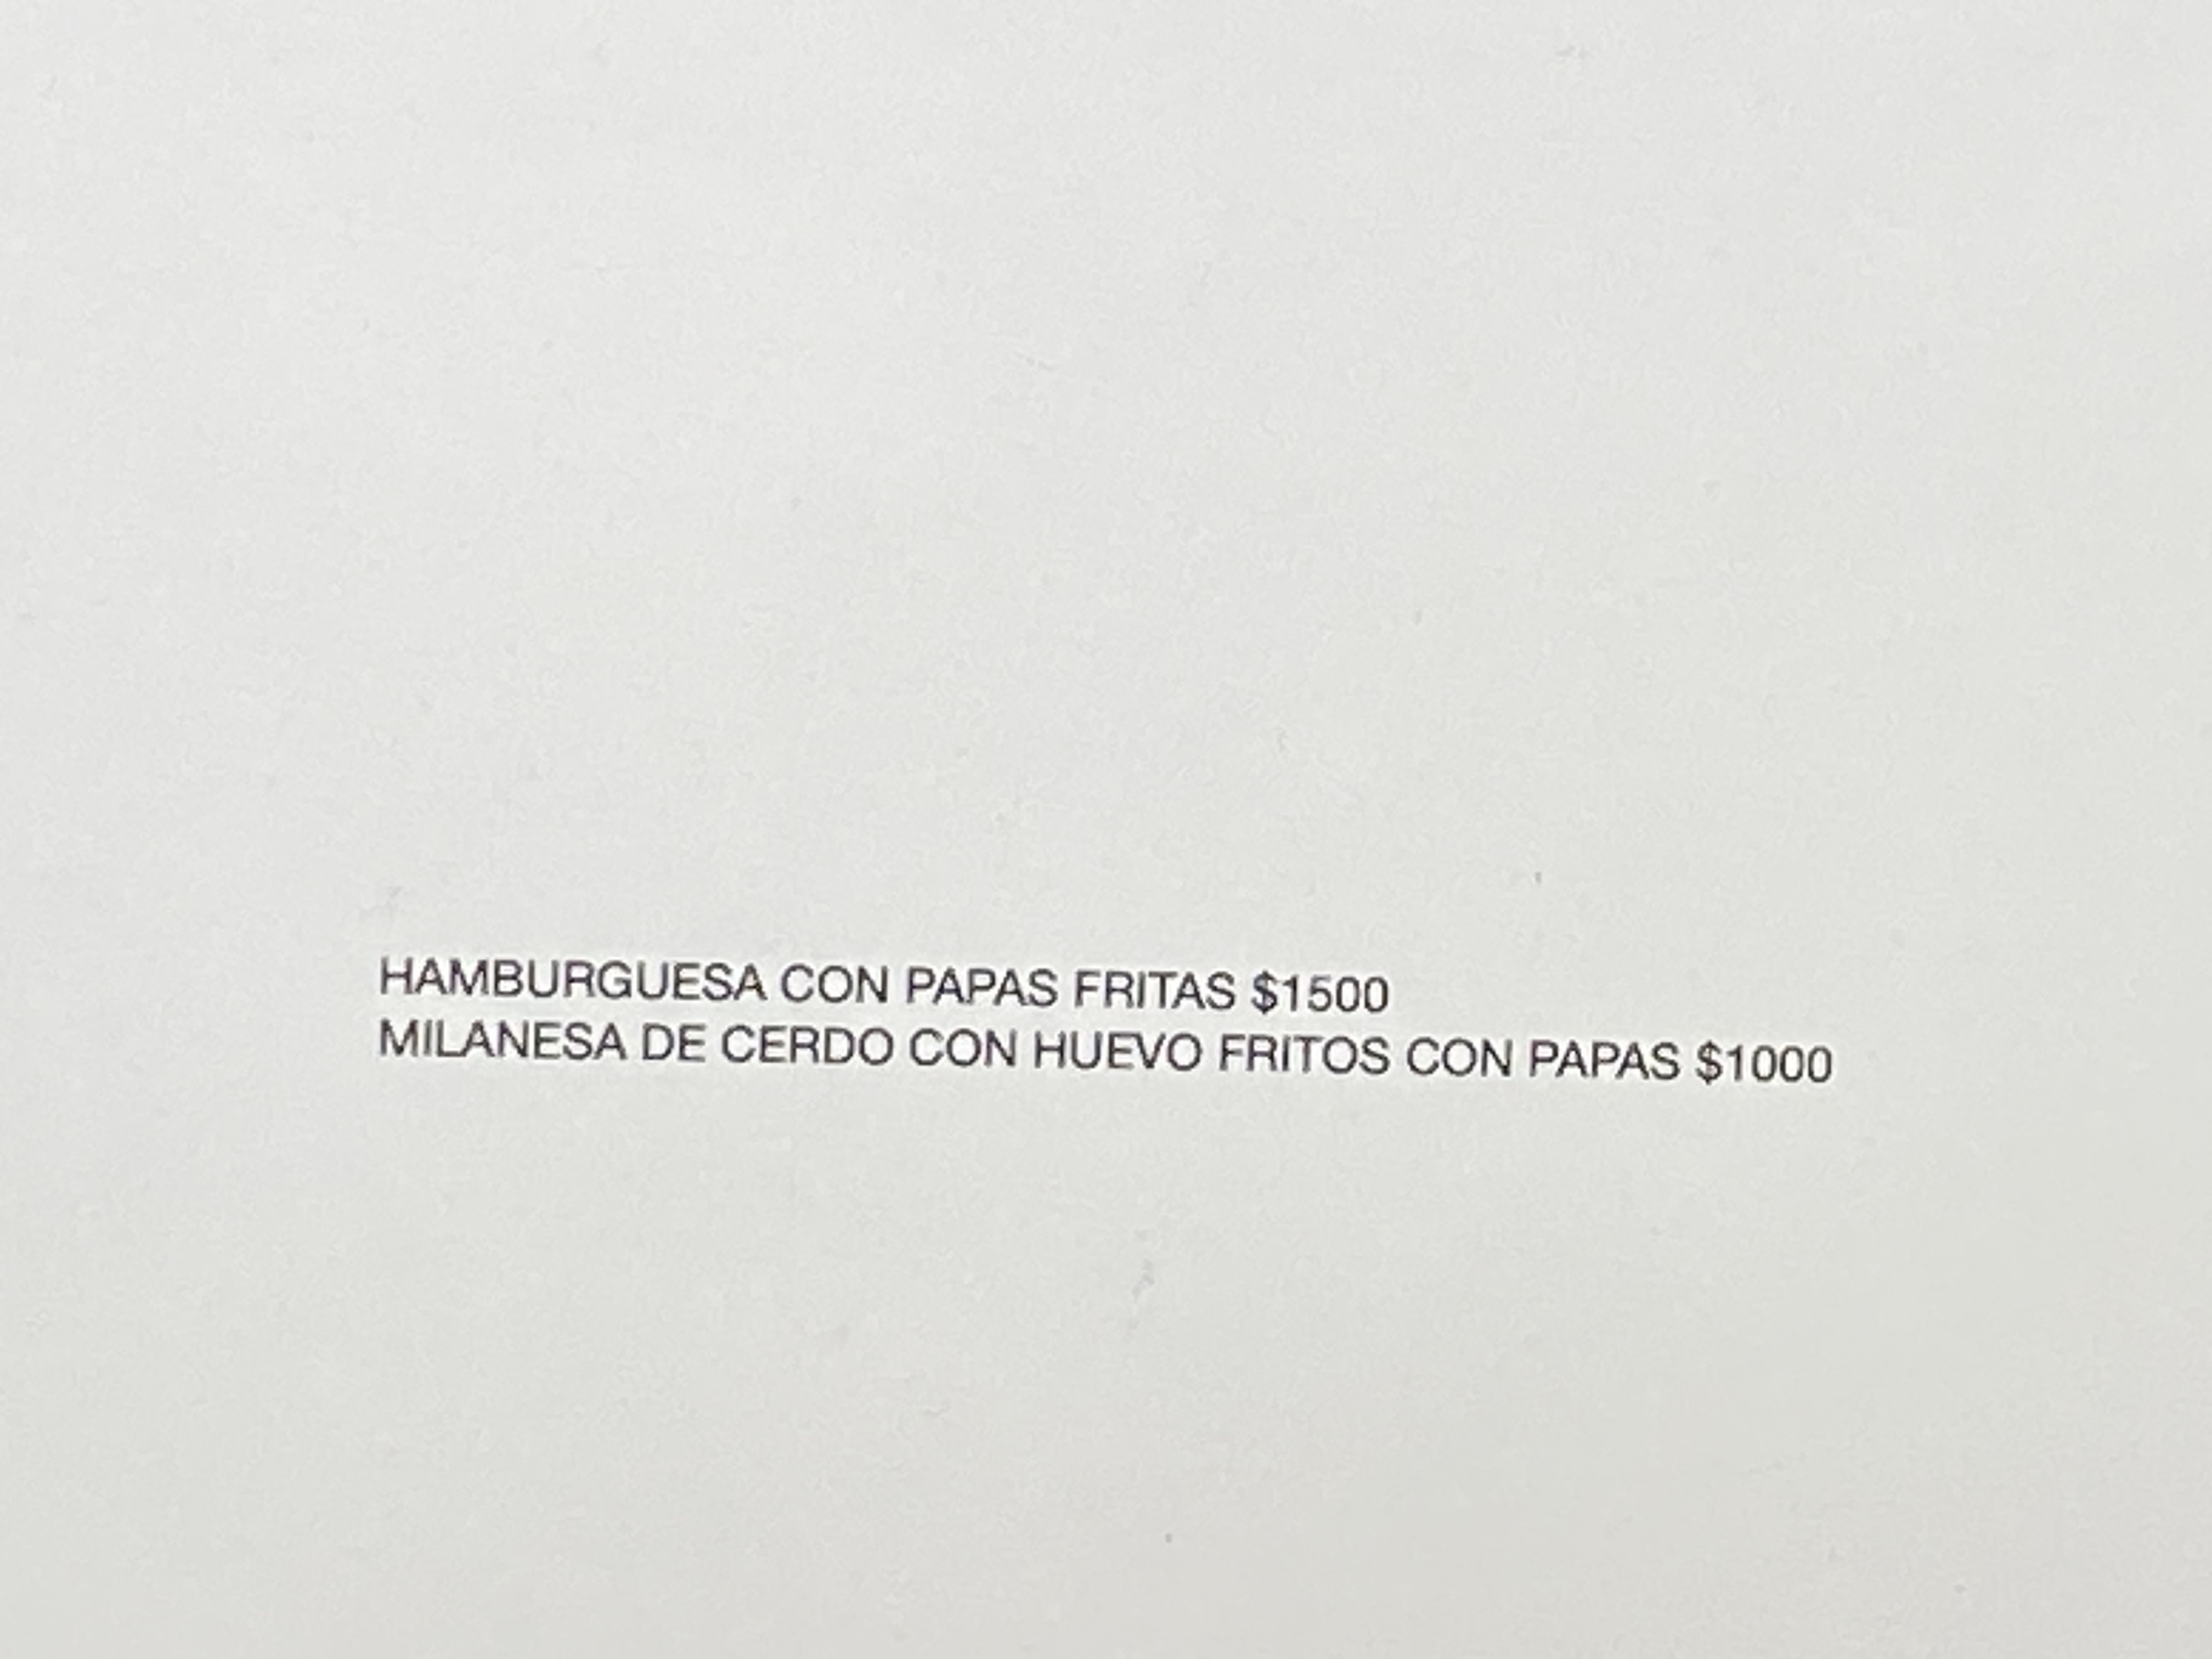 HAMBURGUESA CON PAPAS FRITAS $1500
MILANESA DE CERDO CON HUEVO FRITOS CON PAPAS $1000